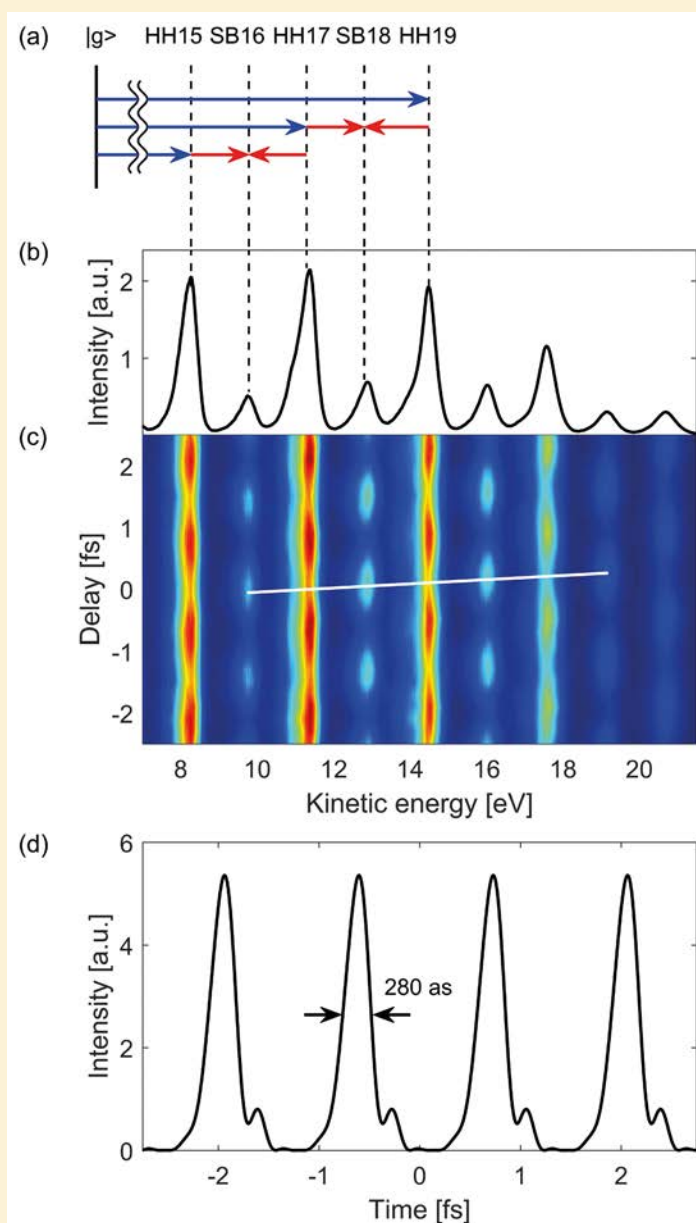 (a) |g> HH15 SB16 HH17 SB18 HH19
(b)
Intensity [a.u.]
2
1
(c)
Delay [fs]
2
1
0
-1
-2
8 10 12 14 16 18 20
Kinetic energy [eV]
(d)
Intensity [a.u.]
6
4
2
0
280 as
-2 -1 0 1 2
Time [fs]